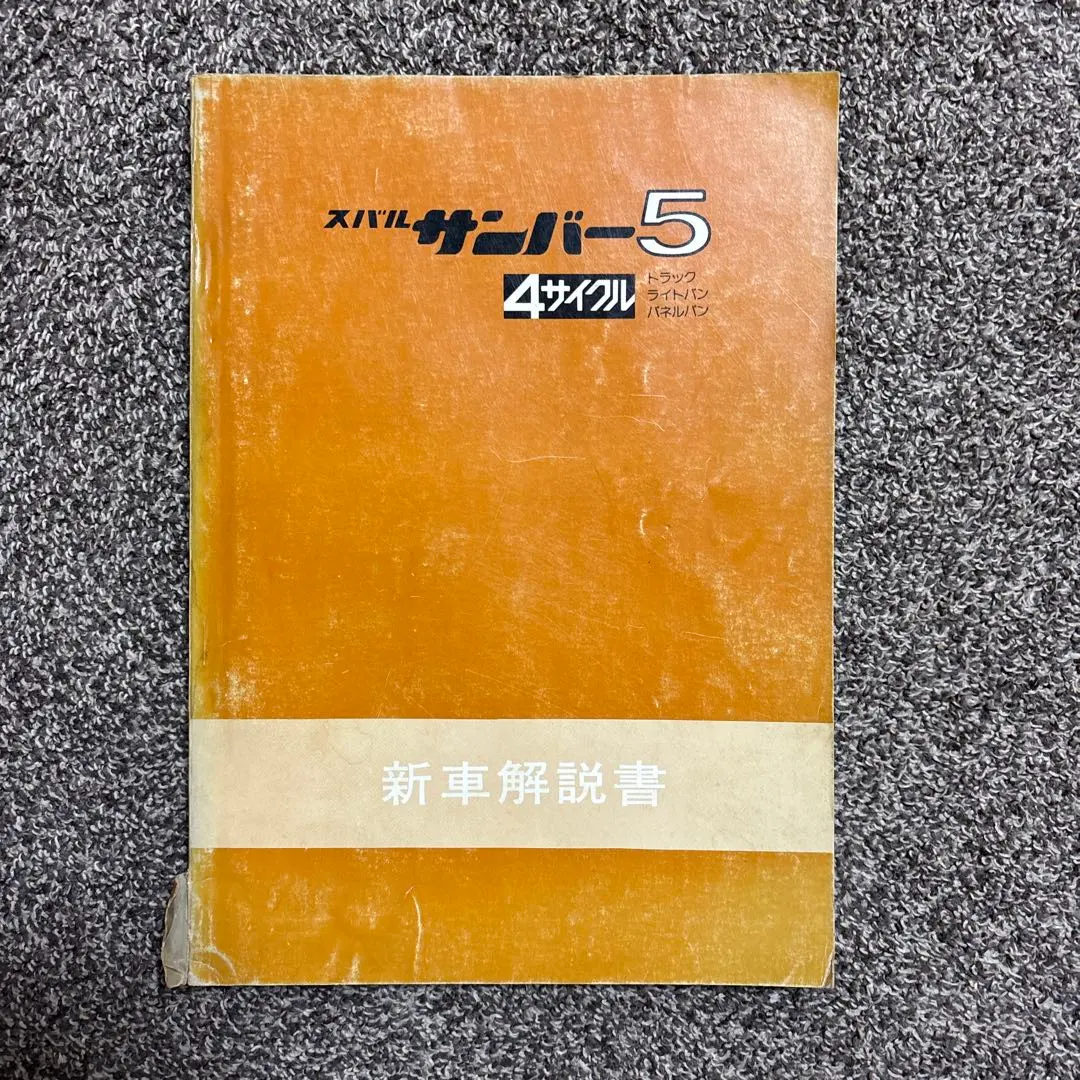 スバル サンバー5
4サイクル
トラック
ライトバン
パネルバン
新車解説書